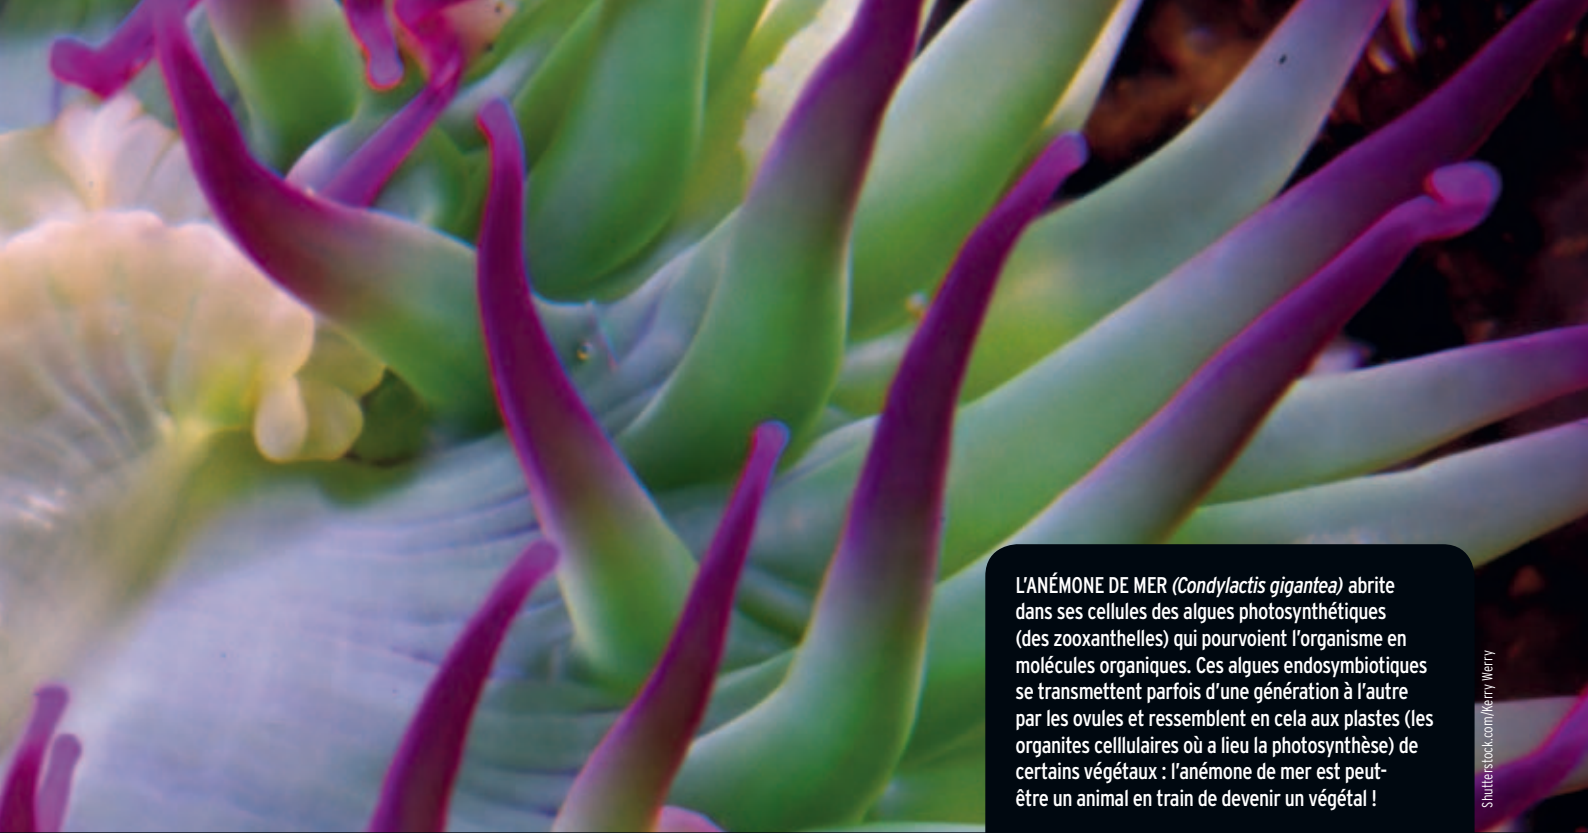 L'ANÉMONE DE MER (Condylactis gigantea) abrite
dans ses cellules des algues photosynthétiques
(des zooxanthelles) qui pourvoient l'organisme en
molécules organiques. Ces algues endosymbiotiques
se transmettent parfois d'une génération à l'autre
par les ovules et ressemblent en cela aux plastes (les
organites celllulaires où a lieu la photosynthèse) de
certains végétaux : l'anémone de mer est peut-
être un animal en train de devenir un végétal !
Shutterstock.com/Kerry Werry